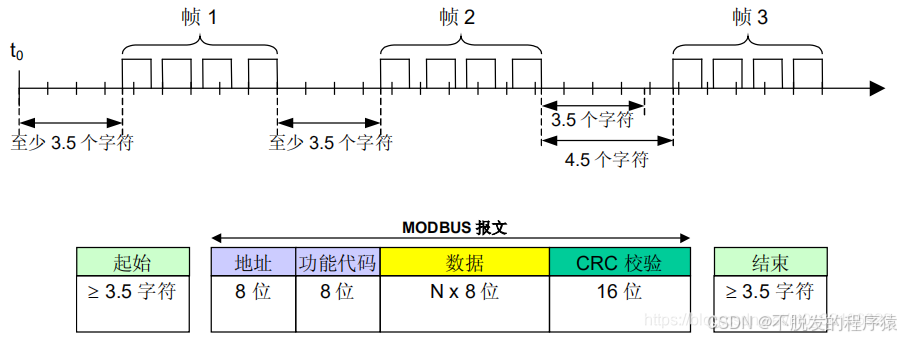 帧 1
帧 2
帧 3
t0
至少 3.5 个字符
至少 3.5 个字符
3.5 个字符
4.5 个字符
MODBUS 报文
起始
地址
功能代码
数据
CRC 校验
结束
≥ 3.5 字符
8 位
8 位
N x 8 位
16 位
≥ 3.5 字符
CSDN @不脱发的程序猿